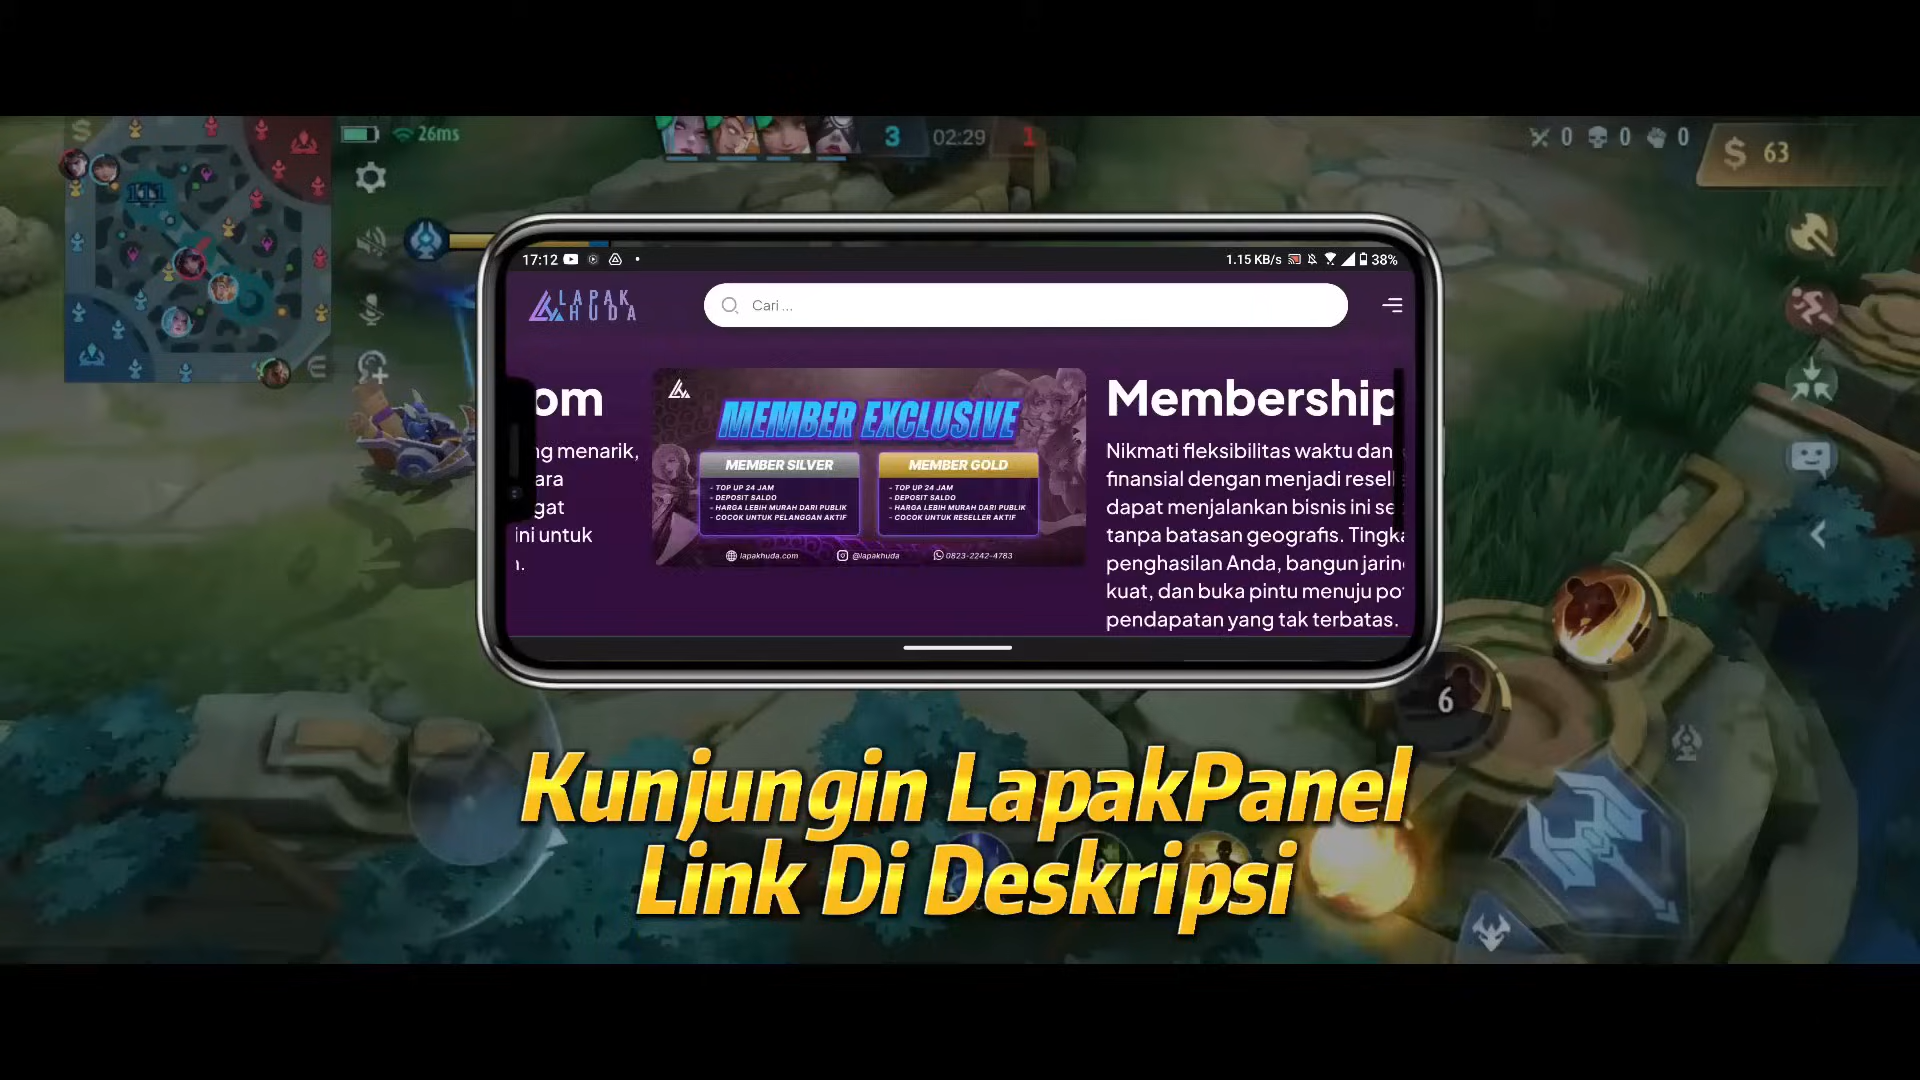 26ms
3
02:29
1
0
0
0
63
17:12
1.15 KB/s
38%
LAPAK
HUDA
Cari ...
om
ng menarik,
ara
gat
ini untuk
MEMBER EXCLUSIVE
MEMBER SILVER
- TOP UP 24 JAM
- DEPOSIT SALDO
- HARGA LEBIH MURAH DARI PUBLIK
- COCOK UNTUK PELANGGAN AKTIF
MEMBER GOLD
- TOP UP 24 JAM
- DEPOSIT SALDO
- HARGA LEBIH MURAH DARI PUBLIK
- COCOK UNTUK RESELLER AKTIF
lapakhuda.com
@lapakhuda
0823-2242-4783
Membership
Nikmati fleksibilitas waktu dan
finansial dengan menjadi resell
dapat menjalankan bisnis ini se
tanpa batasan geografis. Tingka
penghasilan Anda, bangun jarin
kuat, dan buka pintu menuju po
pendapatan yang tak terbatas.
6
Kunjungin LapakPanel
Link Di Deskripsi